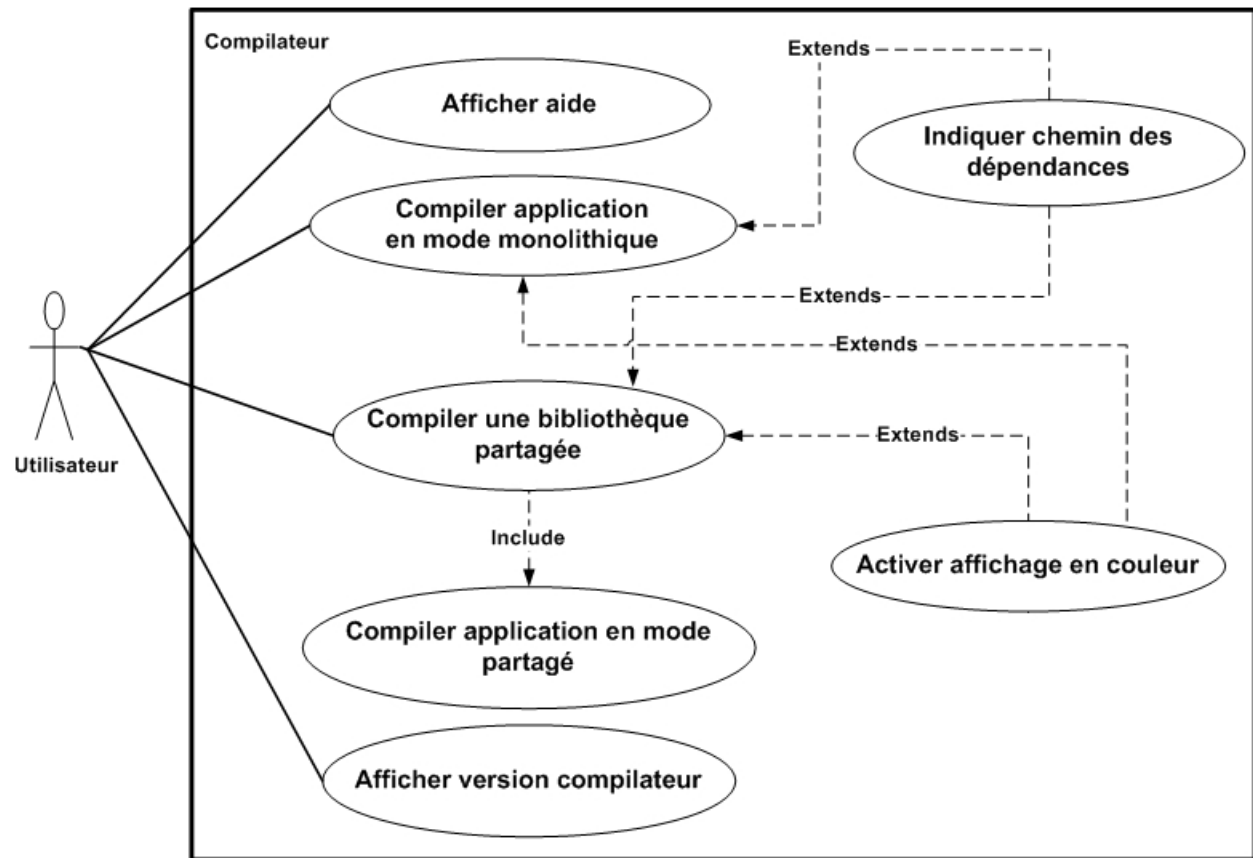 Compilateur
Extends
Afficher aide
Indiquer chemin des
dépendances
Compiler application
en mode monolithique
Extends
Extends
Compiler une bibliothèque
partagée
Extends
Utilisateur
Include
Activer affichage en couleur
Compiler application en mode
partagé
Afficher version compilateur